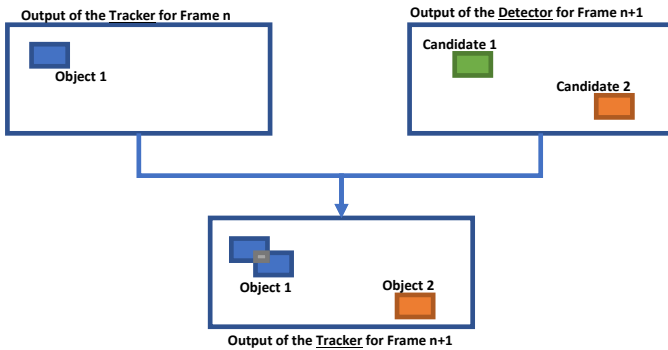 Output of the Tracker for Frame n
Object 1
Output of the Detector for Frame n+1
Candidate 1
Candidate 2
Object 1
Object 2
Output of the Tracker for Frame n+1